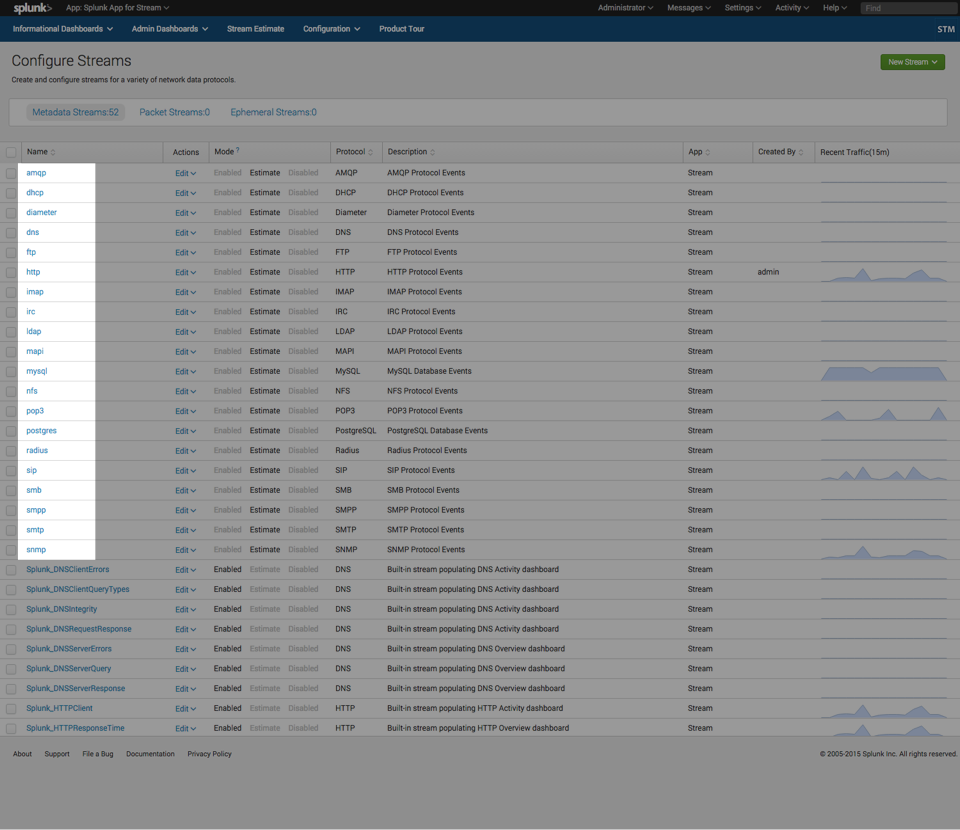 splunk> App: Splunk App for Stream Administrator Messages Settings Activity Help Find
Informational Dashboards Admin Dashboards Stream Estimate Configuration Product Tour STM
Configure Streams
New Stream
Create and configure streams for a variety of network data protocols.
Metadata Streams:52 Packet Streams:0 Ephemeral Streams:0
Name Actions Mode ? Protocol Description App Created By Recent Traffic(15m)
amqp Edit Enabled Estimate Disabled AMQP AMQP Protocol Events Stream
dhcp Edit Enabled Estimate Disabled DHCP DHCP Protocol Events Stream
diameter Edit Enabled Estimate Disabled Diameter Diameter Protocol Events Stream
dns Edit Enabled Estimate Disabled DNS DNS Protocol Events Stream
ftp Edit Enabled Estimate Disabled FTP FTP Protocol Events Stream
http Edit Enabled Estimate Disabled HTTP HTTP Protocol Events Stream admin
imap Edit Enabled Estimate Disabled IMAP IMAP Protocol Events Stream
irc Edit Enabled Estimate Disabled IRC IRC Protocol Events Stream
ldap Edit Enabled Estimate Disabled LDAP LDAP Protocol Events Stream
mapi Edit Enabled Estimate Disabled MAPI MAPI Protocol Events Stream
mysql Edit Enabled Estimate Disabled MySQL MySQL Database Events Stream
nfs Edit Enabled Estimate Disabled NFS NFS Protocol Events Stream
pop3 Edit Enabled Estimate Disabled POP3 POP3 Protocol Events Stream
postgres Edit Enabled Estimate Disabled PostgreSQL PostgreSQL Database Events Stream
radius Edit Enabled Estimate Disabled Radius Radius Protocol Events Stream
sip Edit Enabled Estimate Disabled SIP SIP Protocol Events Stream
smb Edit Enabled Estimate Disabled SMB SMB Protocol Events Stream
smpp Edit Enabled Estimate Disabled SMPP SMPP Protocol Events Stream
smtp Edit Enabled Estimate Disabled SMTP SMTP Protocol Events Stream
snmp Edit Enabled Estimate Disabled SNMP SNMP Protocol Events Stream
Splunk_DNSClientErrors Edit Enabled Estimate Disabled DNS Built-in stream populating DNS Activity dashboard Stream
Splunk_DNSClientQueryTypes Edit Enabled Estimate Disabled DNS Built-in stream populating DNS Activity dashboard Stream
Splunk_DNSIntegrity Edit Enabled Estimate Disabled DNS Built-in stream populating DNS Activity dashboard Stream
Splunk_DNSRequestResponse Edit Enabled Estimate Disabled DNS Built-in stream populating DNS Activity dashboard Stream
Splunk_DNSServerErrors Edit Enabled Estimate Disabled DNS Built-in stream populating DNS Overview dashboard Stream
Splunk_DNSServerQuery Edit Enabled Estimate Disabled DNS Built-in stream populating DNS Overview dashboard Stream
Splunk_DNSServerResponse Edit Enabled Estimate Disabled DNS Built-in stream populating DNS Overview dashboard Stream
Splunk_HTTPClient Edit Enabled Estimate Disabled HTTP Built-in stream populating HTTP Activity dashboard Stream
Splunk_HTTPResponseTime Edit Enabled Estimate Disabled HTTP Built-in stream populating HTTP Overview dashboard Stream
About Support File a Bug Documentation Privacy Policy © 2005-2015 Splunk Inc. All rights reserved.